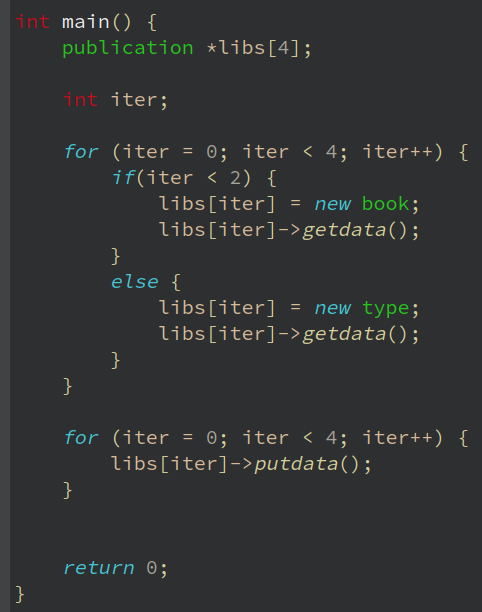 int main() {
    publication *libs[4];

    int iter;

    for (iter = 0; iter < 4; iter++) {
        if(iter < 2) {
            libs[iter] = new book;
            libs[iter]->getdata();
        }
        else {
            libs[iter] = new type;
            libs[iter]->getdata();
        }
    }

    for (iter = 0; iter < 4; iter++) {
        libs[iter]->putdata();
    }


    return 0;
}